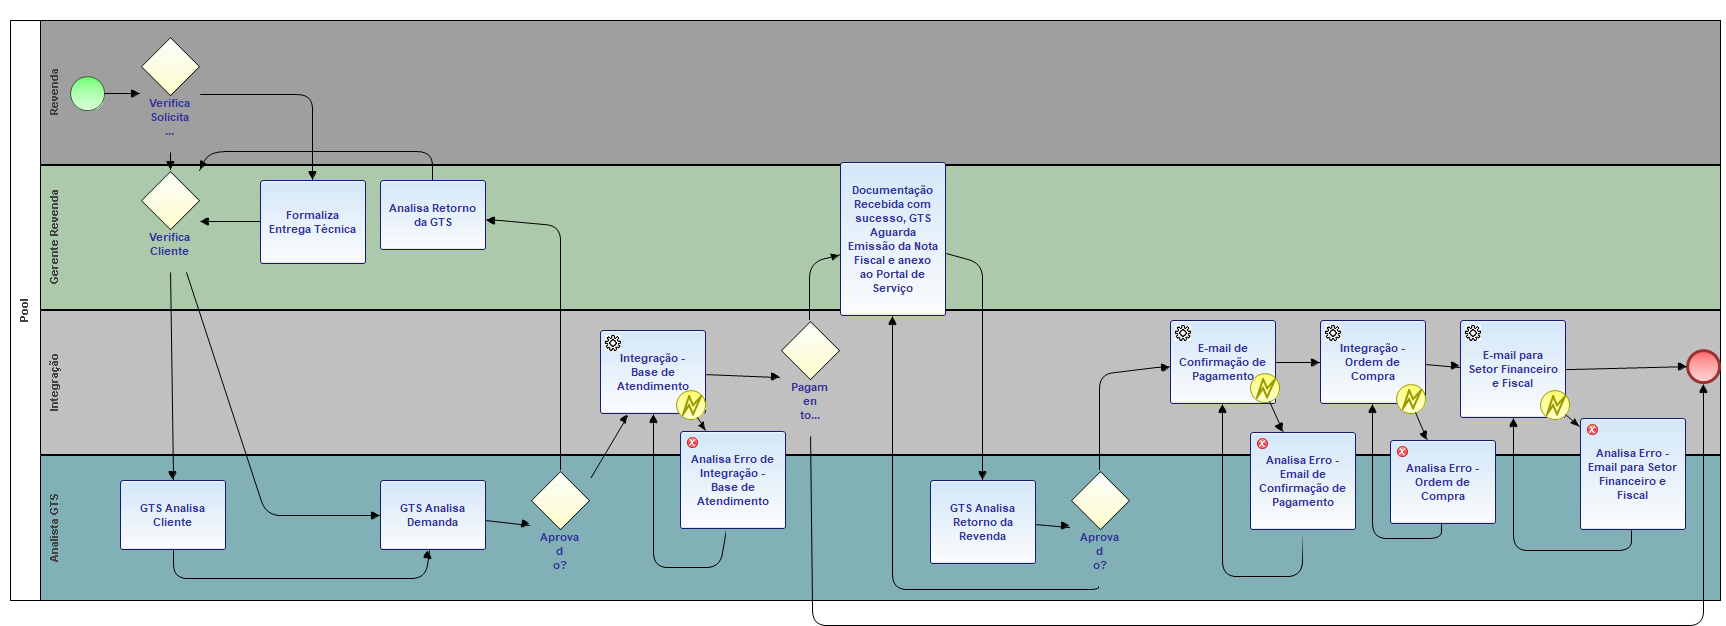 Pool
Revenda
Verifica
Solicita
...
Gerente Revenda
Verifica
Cliente
Formaliza
Entrega Técnica
Analisa Retorno
da GTS
Documentação
Recebida com
sucesso, GTS
Aguarda
Emissão da Nota
Fiscal e anexo
ao Portal de
Serviço
Integração
Integração -
Base de
Atendimento
Pagam
en
to...
E-mail de
Confirmação de
Pagamento
Integração -
Ordem de
Compra
E-mail para
Setor Financeiro
e Fiscal
Analista GTS
GTS Analisa
Cliente
GTS Analisa
Demanda
Aprova
d
o?
Analisa Erro de
Integração -
Base de
Atendimento
GTS Analisa
Retorno da
Revenda
Aprova
d
o?
Analisa Erro -
Email de
Confirmação de
Pagamento
Analisa Erro -
Ordem de
Compra
Analisa Erro -
Email para Setor
Financeiro e
Fiscal